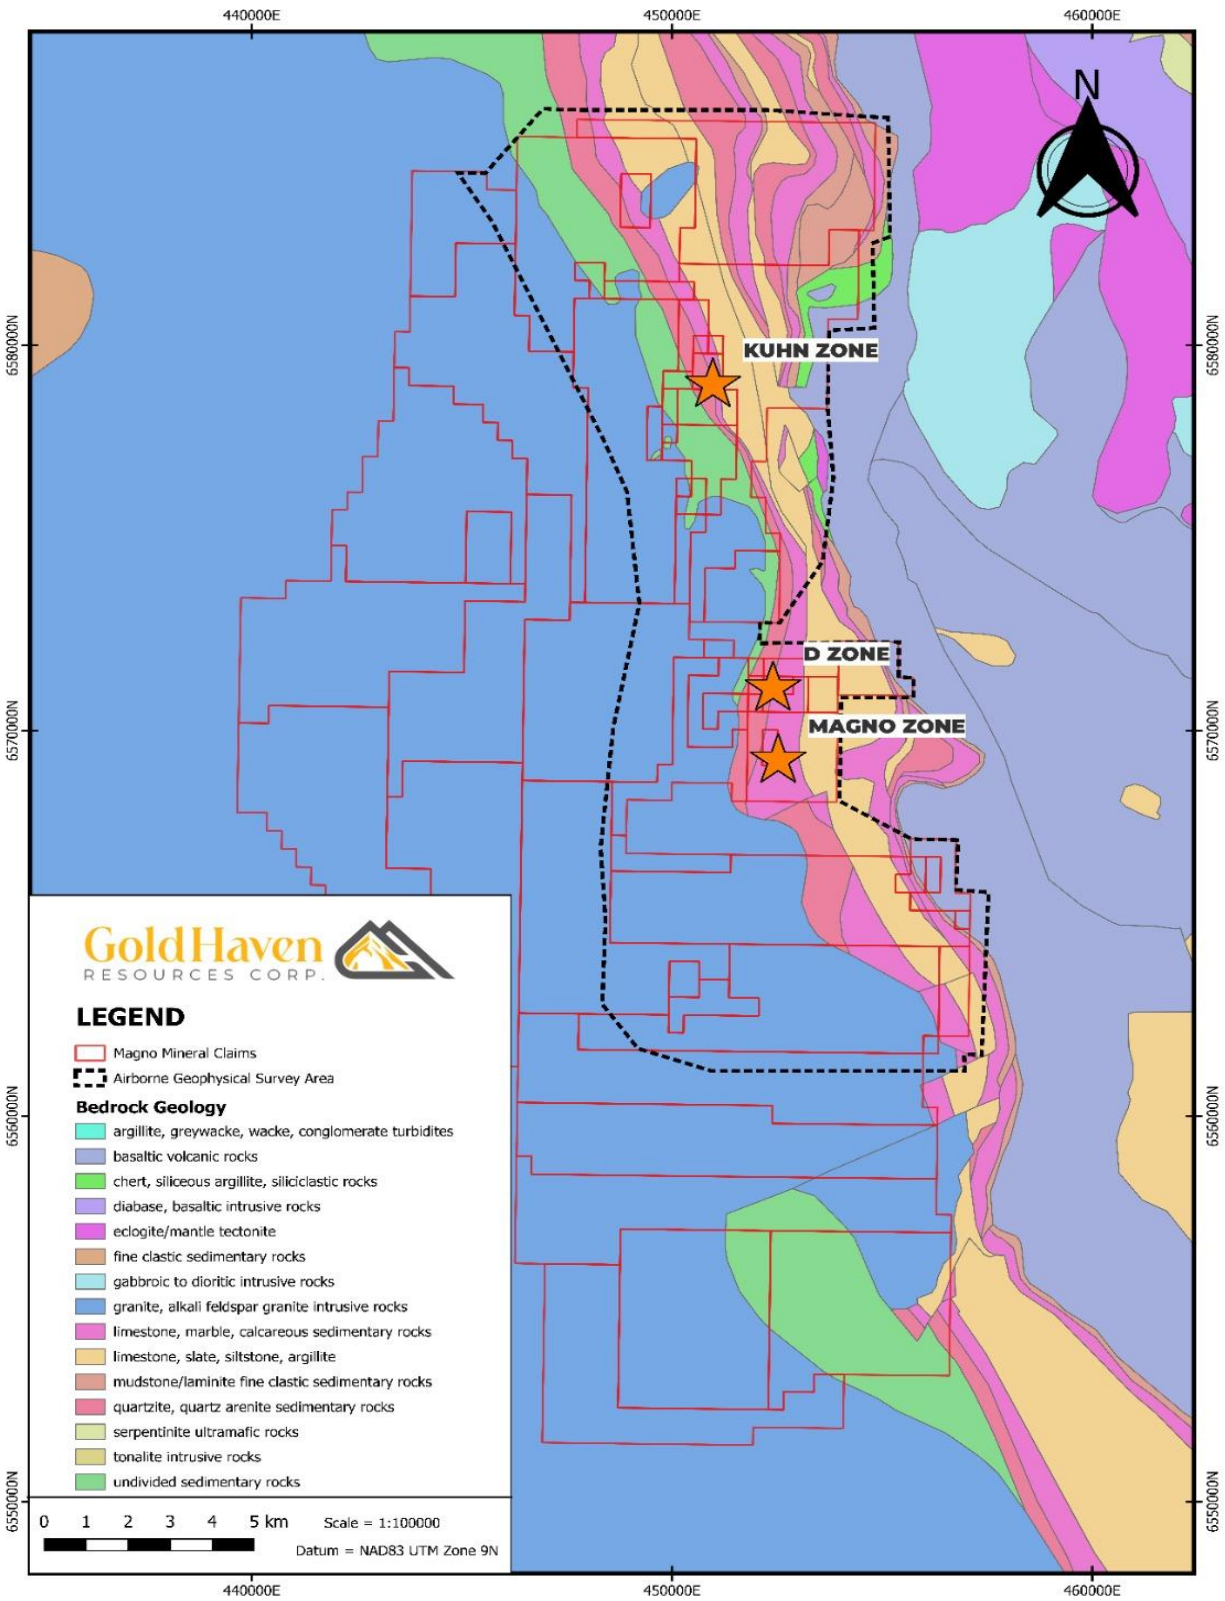 440000E
450000E
460000E
N
6580000N
6580000N
KUHN ZONE
D ZONE
MAGNO ZONE
6570000N
6570000N
GoldHaven
RESOURCES CORP.
LEGEND
Magno Mineral Claims
Airborne Geophysical Survey Area
Bedrock Geology
argillite, greywacke, wacke, conglomerate turbidites
basaltic volcanic rocks
chert, siliceous argillite, siliciclastic rocks
diabase, basaltic intrusive rocks
eclogite/mantle tectonite
fine clastic sedimentary rocks
gabbroic to dioritic intrusive rocks
granite, alkali feldspar granite intrusive rocks
limestone, marble, calcareous sedimentary rocks
limestone, slate, siltstone, argillite
mudstone/laminite fine clastic sedimentary rocks
quartzite, quartz arenite sedimentary rocks
serpentinite ultramafic rocks
tonalite intrusive rocks
undivided sedimentary rocks
6560000N
6560000N
6550000N
6550000N
0 1 2 3 4 5 km
Scale = 1:100000
Datum = NAD83 UTM Zone 9N
440000E
450000E
460000E